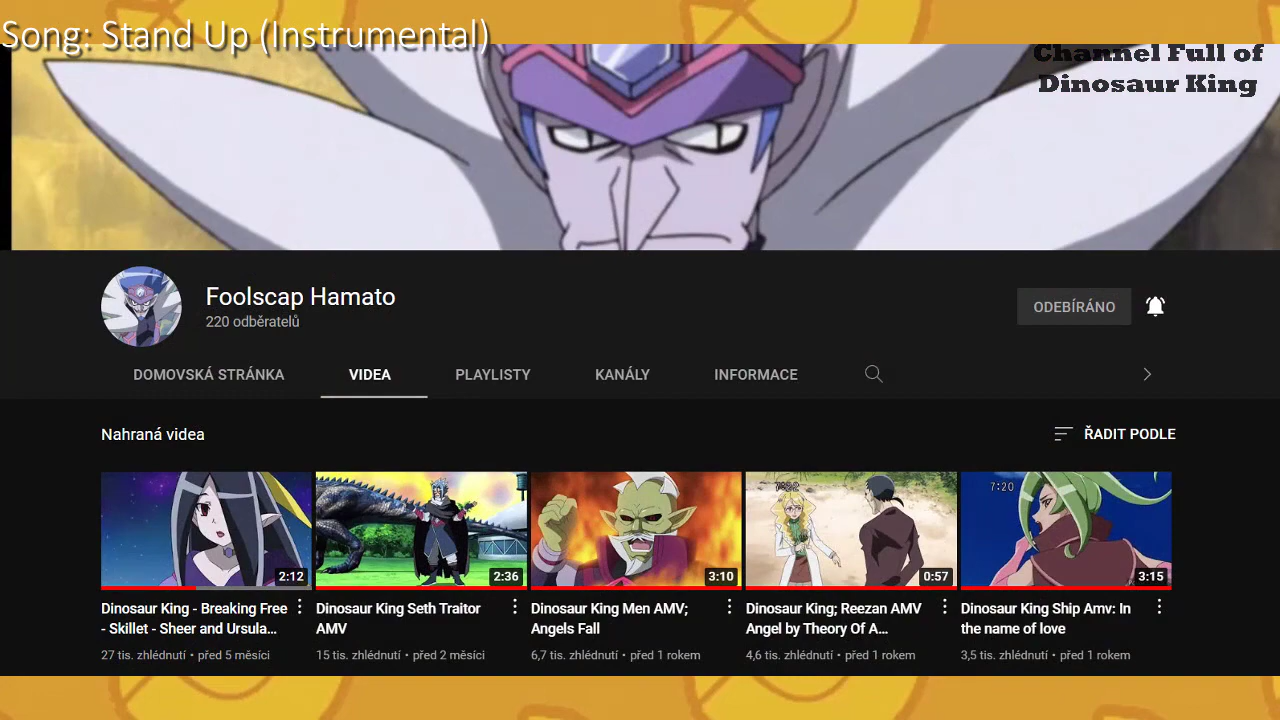 Song: Stand Up (Instrumental)
Channel Full of
Dinosaur King
Foolscap Hamato
220 odběratelů
ODEBÍRÁNO
DOMOVSKÁ STRÁNKA
VIDEA
PLAYLISTY
KANÁLY
INFORMACE
Nahraná videa
ŘADIT PODLE
2:12
2:36
3:10
7:22
0:57
7:20
3:15
Dinosaur King - Breaking Free
- Skillet - Sheer and Ursula...
27 tis. zhlédnutí • před 5 měsíci
Dinosaur King Seth Traitor
AMV
15 tis. zhlédnutí • před 2 měsíci
Dinosaur King Men AMV;
Angels Fall
6,7 tis. zhlédnutí • před 1 rokem
Dinosaur King; Reezan AMV
Angel by Theory Of A...
4,6 tis. zhlédnutí • před 1 rokem
Dinosaur King Ship Amv: In
the name of love
3,5 tis. zhlédnutí • před 1 rokem